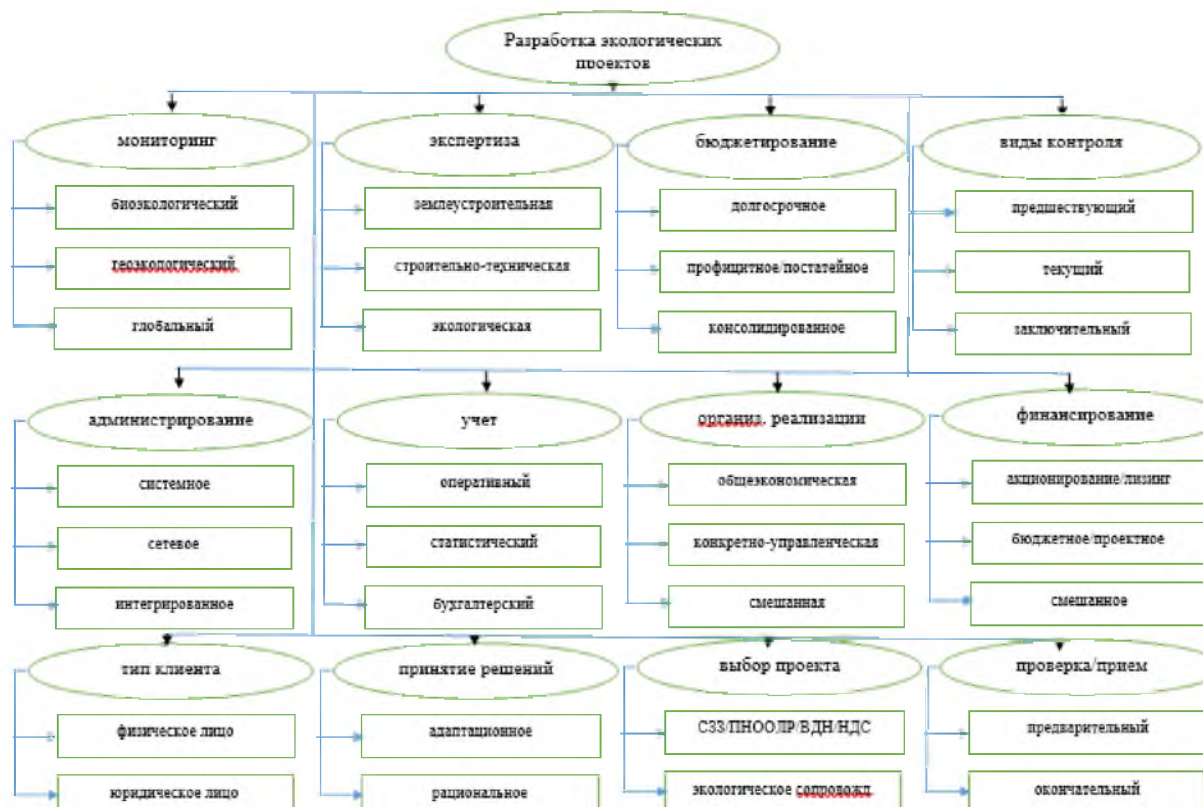 Разработка экологических
проектов
мониторинг
экспертиза
бюджетирование
виды контроля
биоэкологический
землеустроительная
долгосрочное
предшествующий
геоэкологический
строительно-техническая
профицитное/постатейное
текущий
глобальный
экологическая
консолидированное
заключительный
администрирование
учет
организ. реализации
финансирование
системное
оперативный
общеэкономическая
акционирование/лизинг
сетевое
статистический
конкретно-управленческая
бюджетное/проектное
интегрированное
бухгалтерский
смешанная
смешанное
тип клиента
принятие решений
выбор проекта
проверка/прием
физическое лицо
адаптационное
СЗЗ/ПНООЛР/ВДН/НДС
предварительный
юридическое лицо
рациональное
экологическое сопровожд
окончательный